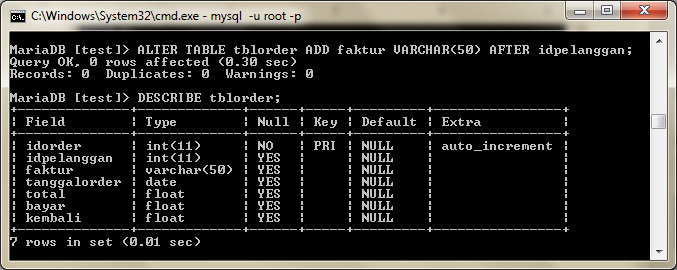 C:\Windows\System32\cmd.exe - mysql -u root -p
MariaDB [test]> ALTER TABLE tblorder ADD faktur VARCHAR(50) AFTER idpelanggan;
Query OK, 0 rows affected (0.30 sec)
Records: 0  Duplicates: 0  Warnings: 0
MariaDB [test]> DESCRIBE tblorder;
+--------------+-------------+------+-----+---------+----------------+
| Field        | Type        | Null | Key | Default | Extra          |
+--------------+-------------+------+-----+---------+----------------+
| idorder      | int(11)     | NO   | PRI | NULL    | auto_increment |
| idpelanggan  | int(11)     | YES  |     | NULL    |                |
| faktur       | varchar(50) | YES  |     | NULL    |                |
| tanggalorder | date        | YES  |     | NULL    |                |
| total        | float       | YES  |     | NULL    |                |
| bayar        | float       | YES  |     | NULL    |                |
| kembali      | float       | YES  |     | NULL    |                |
+--------------+-------------+------+-----+---------+----------------+
7 rows in set (0.01 sec)